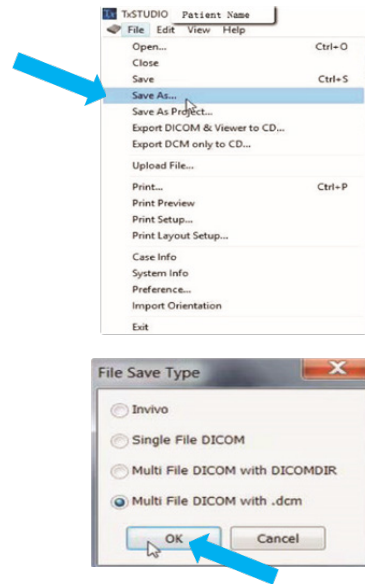 Tx TxSTUDIO Patient Name
File Edit View Help
Open... Ctrl+O
Close
Save Ctrl+S
Save As...
Save As Project...
Export DICOM & Viewer to CD...
Export DCM only to CD...
Upload File...
Print... Ctrl+P
Print Preview
Print Setup...
Print Layout Setup...
Case Info
System Info
Preference...
Import Orientation
Exit
File Save Type X
Invivo
Single File DICOM
Multi File DICOM with DICOMDIR
Multi File DICOM with .dcm
OK Cancel